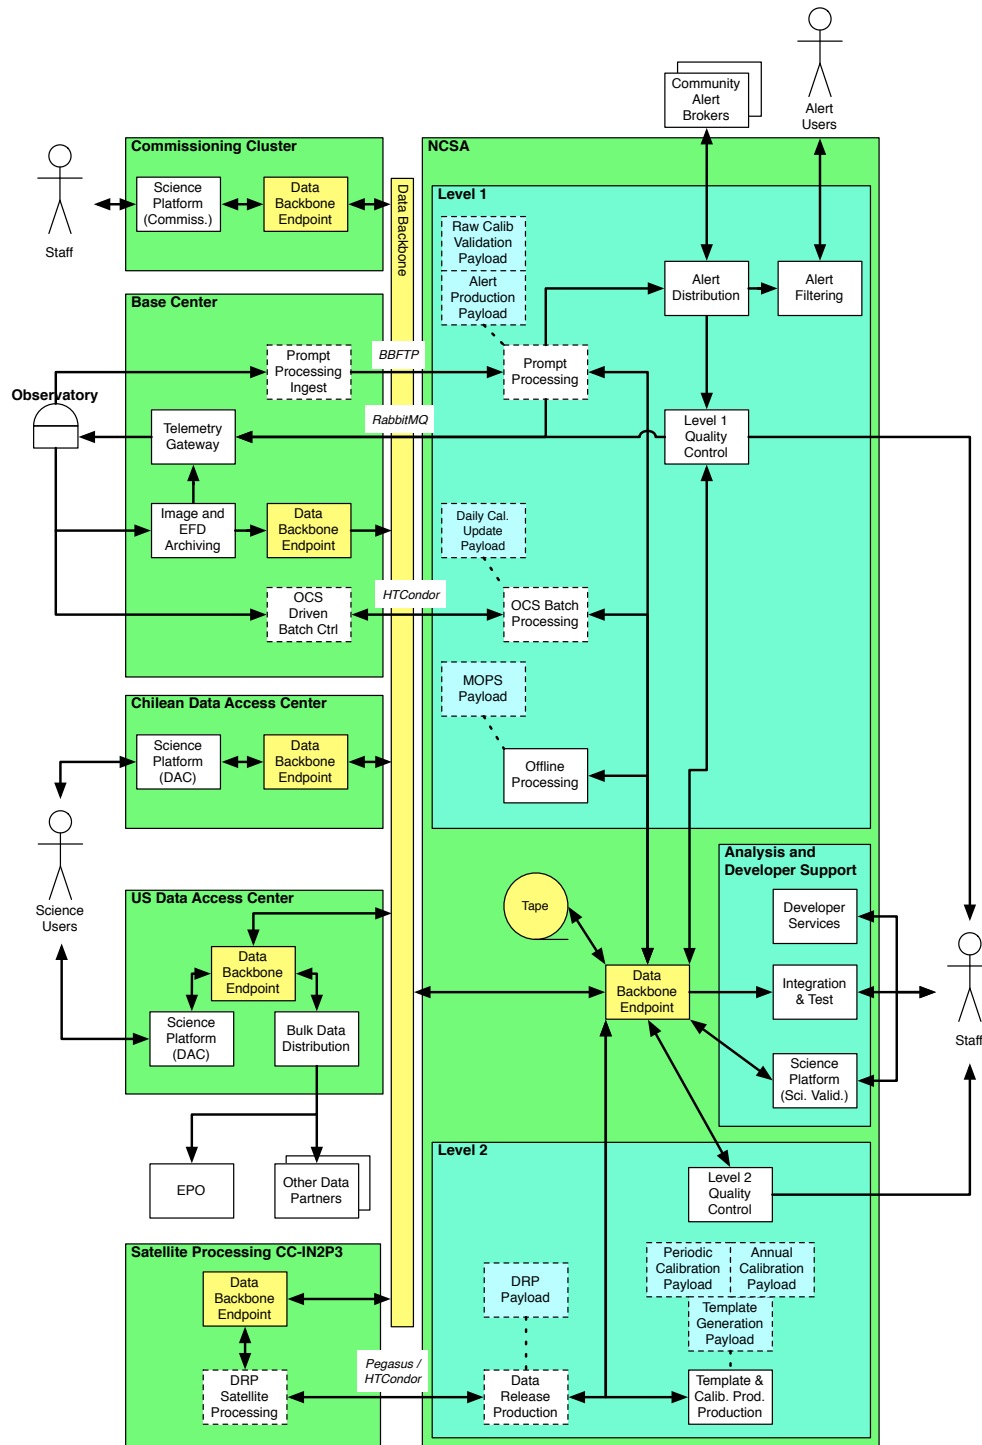 Community
Alert
Brokers
Alert
Users
Commissioning Cluster
Science
Platform
(Commiss.)
Data
Backbone
Endpoint
Staff
Data Backbone
NCSA
Level 1
Raw Calib
Validation
Payload
Alert
Production
Payload
Alert
Distribution
Alert
Filtering
Base Center
Prompt
Processing
Ingest
BBFTP
Prompt
Processing
Observatory
Telemetry
Gateway
RabbitMQ
Level 1
Quality
Control
Image and
EFD
Archiving
Data
Backbone
Endpoint
Daily Cal.
Update
Payload
OCS
Driven
Batch Ctrl
HTCondor
OCS Batch
Processing
MOPS
Payload
Offline
Processing
Chilean Data Access Center
Science
Platform
(DAC)
Data
Backbone
Endpoint
Science
Users
US Data Access Center
Data
Backbone
Endpoint
Science
Platform
(DAC)
Bulk Data
Distribution
EPO
Other Data
Partners
Tape
Data
Backbone
Endpoint
Analysis and
Developer Support
Developer
Services
Integration
& Test
Science
Platform
(Sci. Valid.)
Staff
Level 2
Level 2
Quality
Control
Periodic
Calibration
Payload
Annual
Calibration
Payload
Template
Generation
Payload
DRP
Payload
Data
Release
Production
Template &
Calib. Prod.
Production
Satellite Processing CC-IN2P3
Data
Backbone
Endpoint
DRP
Satellite
Processing
Pegasus /
HTCondor